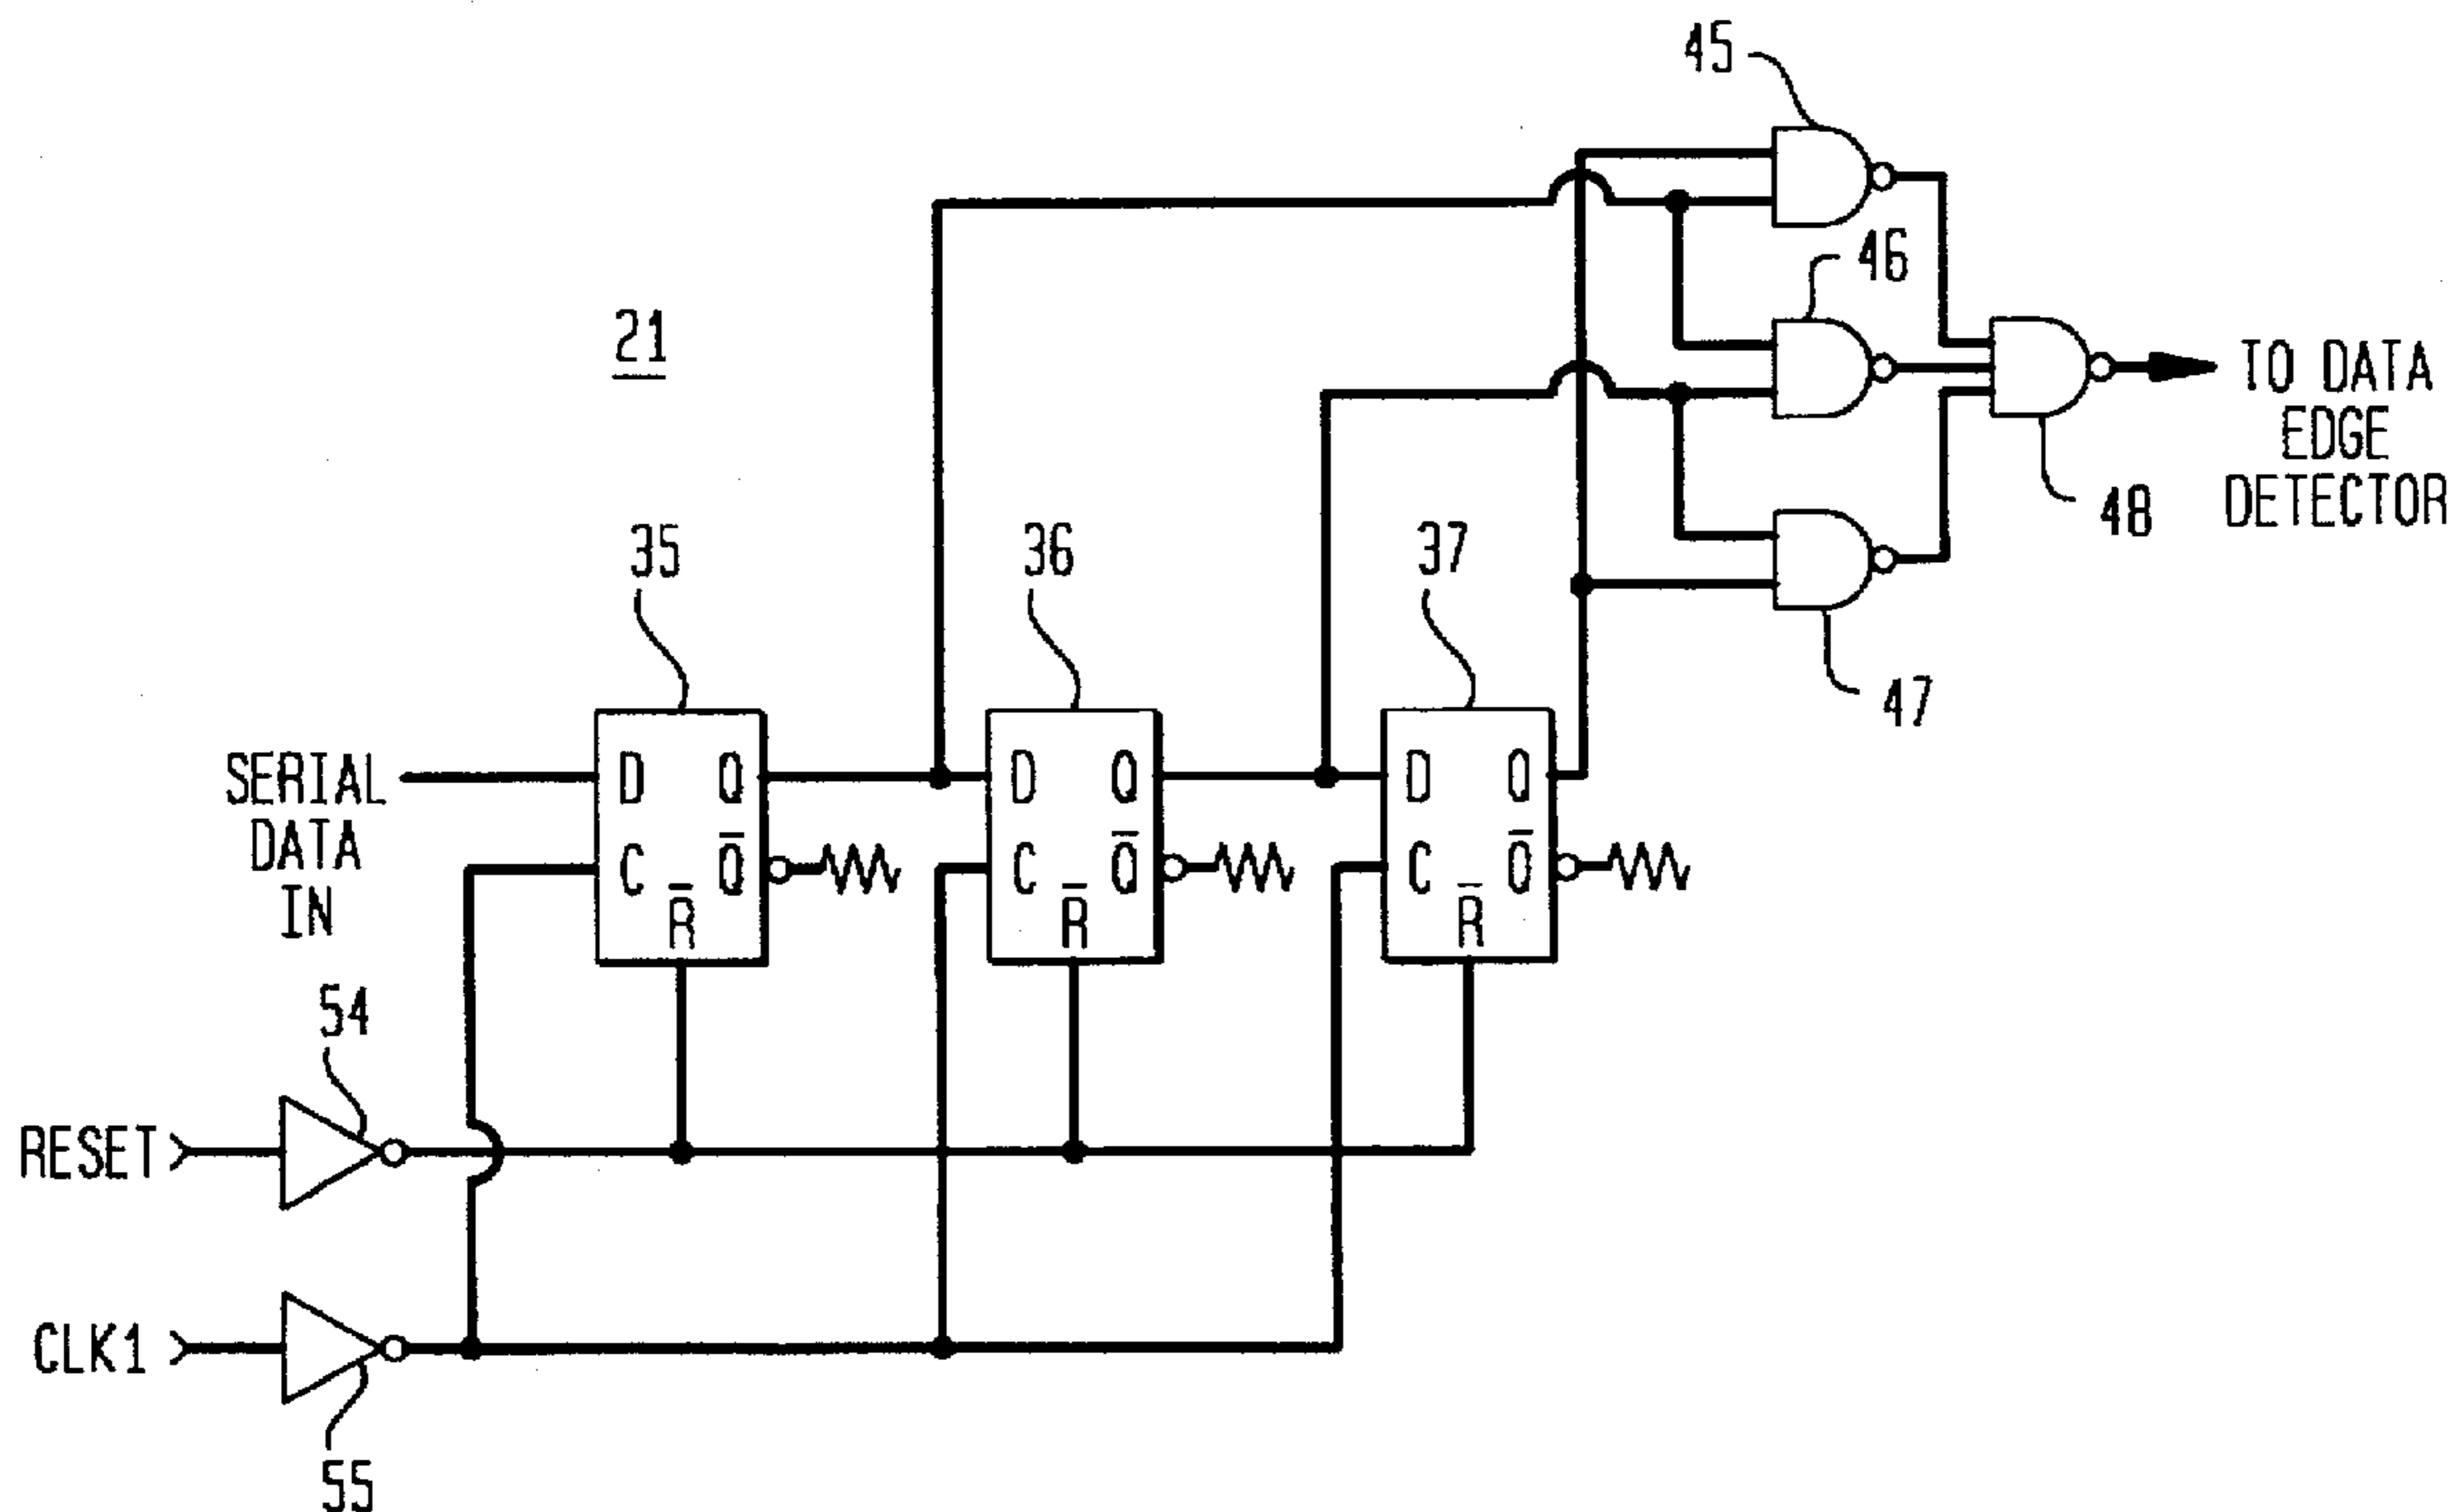 45
46
21
TO DATA
EDGE
DETECTOR
48
35
36
37
47
SERIAL
DATA
IN
D Q
C Q̅
R̅
D Q
C Q̅
R̅
D Q
C Q̅
R̅
54
RESET
CLK1
55